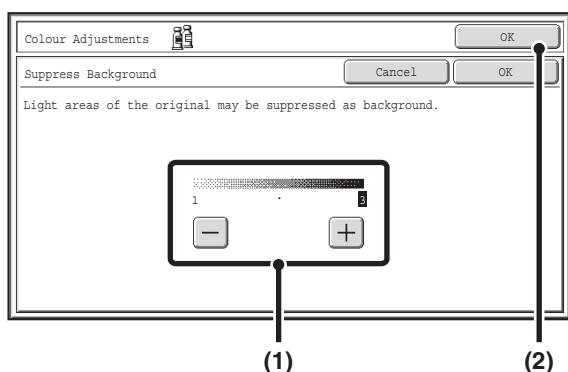 Colour Adjustments OK
Suppress Background Cancel OK
Light areas of the original may be suppressed as background.
1 3
− +
(1) (2)